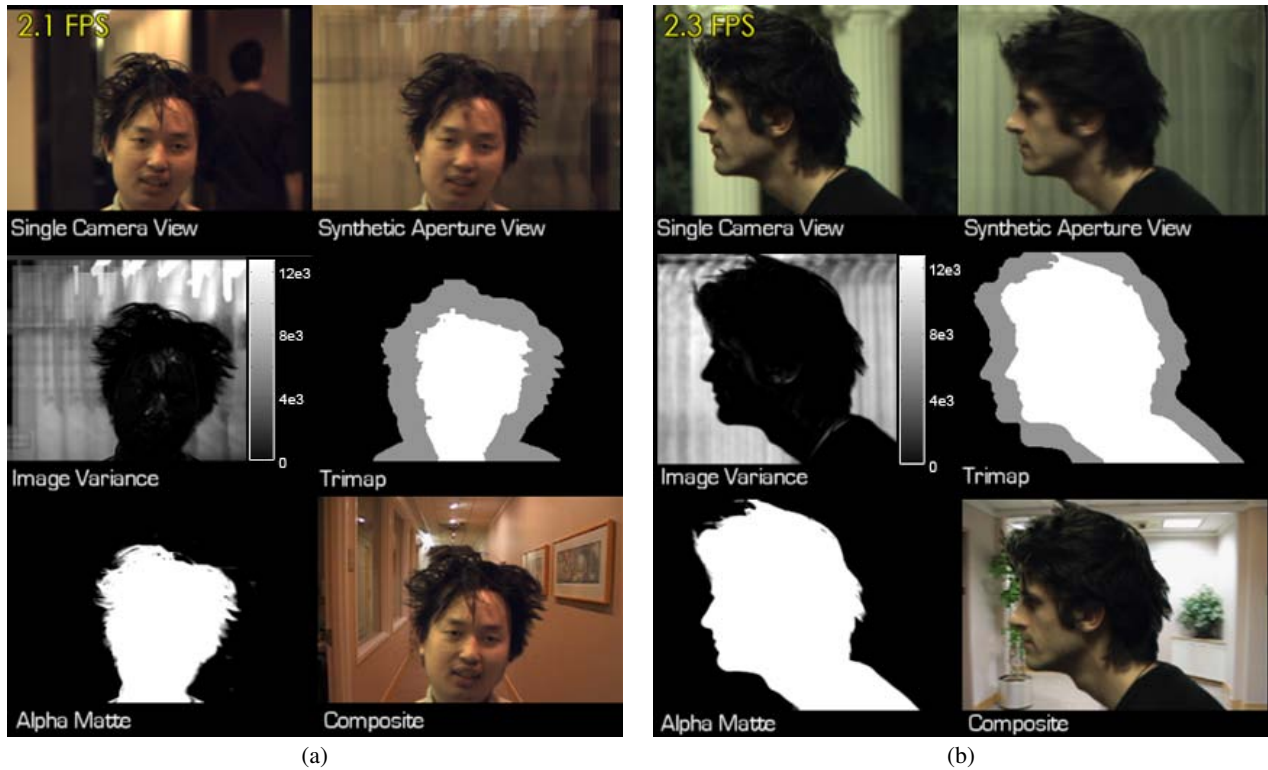 2.1 FPS
Single Camera View
Synthetic Aperture View
12e3
8e3
4e3
0
Image Variance
Trimap
Alpha Matte
Composite
(a)
2.3 FPS
Single Camera View
Synthetic Aperture View
12e3
8e3
4e3
0
Image Variance
Trimap
Alpha Matte
Composite
(b)